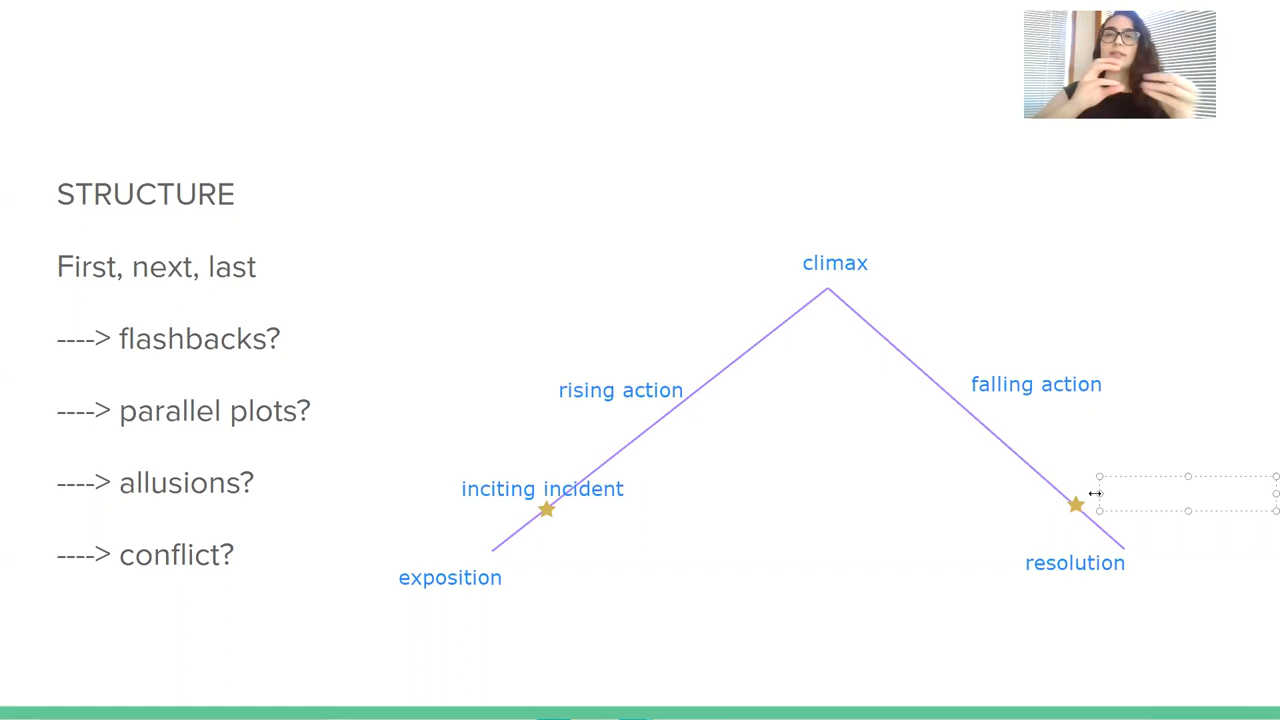 STRUCTURE
First, next, last
----> flashbacks?
----> parallel plots?
----> allusions?
----> conflict?
climax
rising action
falling action
inciting incident
exposition
resolution